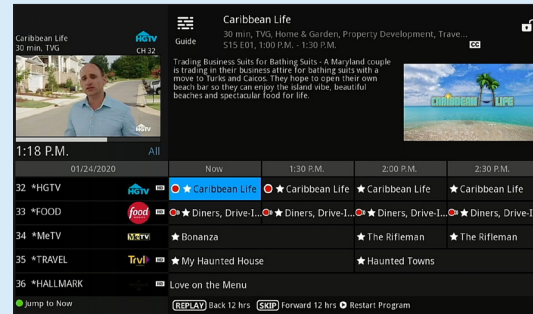 Caribbean Life
30 min, TVG
HGTV
CH 32
HGTV
1:18 P.M.
All
Guide
Caribbean Life
30 min, TVG, Home & Garden, Property Development, Trave...
S15 E01, 1:00 P.M. - 1:30 P.M.
CC
Trading Business Suits for Bathing Suits - A Maryland couple
is trading in their business attire for bathing suits with a
move to Turks and Caicos. They hope to open their own
beach bar so they can enjoy the island vibe, beautiful
beaches and spectacular food for life.
CARIBBEAN LIFE
01/24/2020 Now 1:30 P.M. 2:00 P.M. 2:30 P.M.
32 *HGTV HGTV Caribbean Life Caribbean Life Caribbean Life Caribbean Life
33 *FOOD food Diners, Drive-I... Diners, Drive-I... Diners, Drive-I... Diners, Drive-I
34 *MeTV MeTV Bonanza The Rifleman The Rifleman
35 *TRAVEL Trvl My Haunted House Haunted Towns
36 *HALLMARK Love on the Menu
Jump to Now REPLAY Back 12 hrs SKIP Forward 12 hrs Restart Program